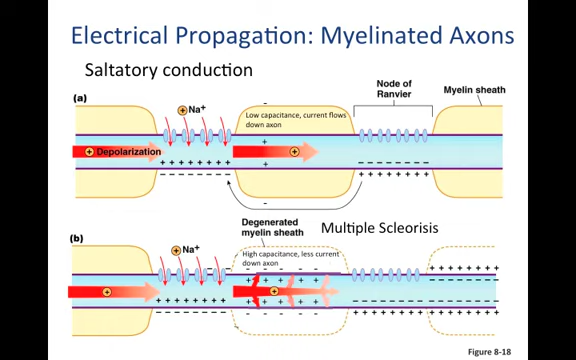 Electrical Propagation: Myelinated Axons
Saltatory conduction
(a)
Na+
Low capacitance, current flows
down axon
Node of
Ranvier
Myelin sheath
Depolarization
Degenerated
myelin sheath
Multiple Scleorisis
(b)
Na+
High capacitance, less current
down axon
Figure 8-18